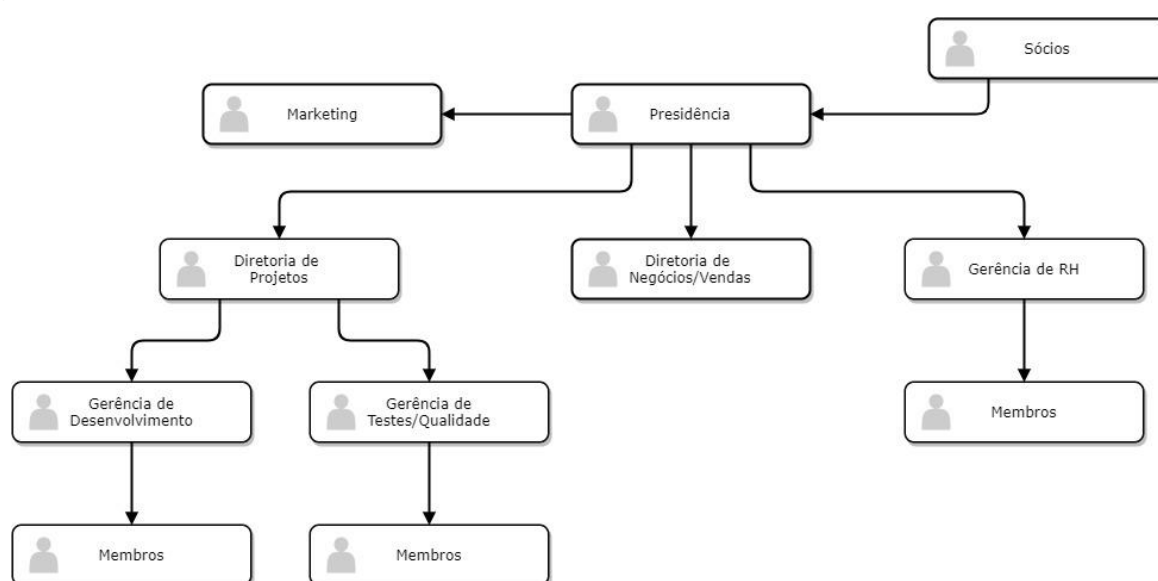 Sócios
Marketing
Presidência
Diretoria de
Projetos
Diretoria de
Negócios/Vendas
Gerência de RH
Gerência de
Desenvolvimento
Gerência de
Testes/Qualidade
Membros
Membros
Membros